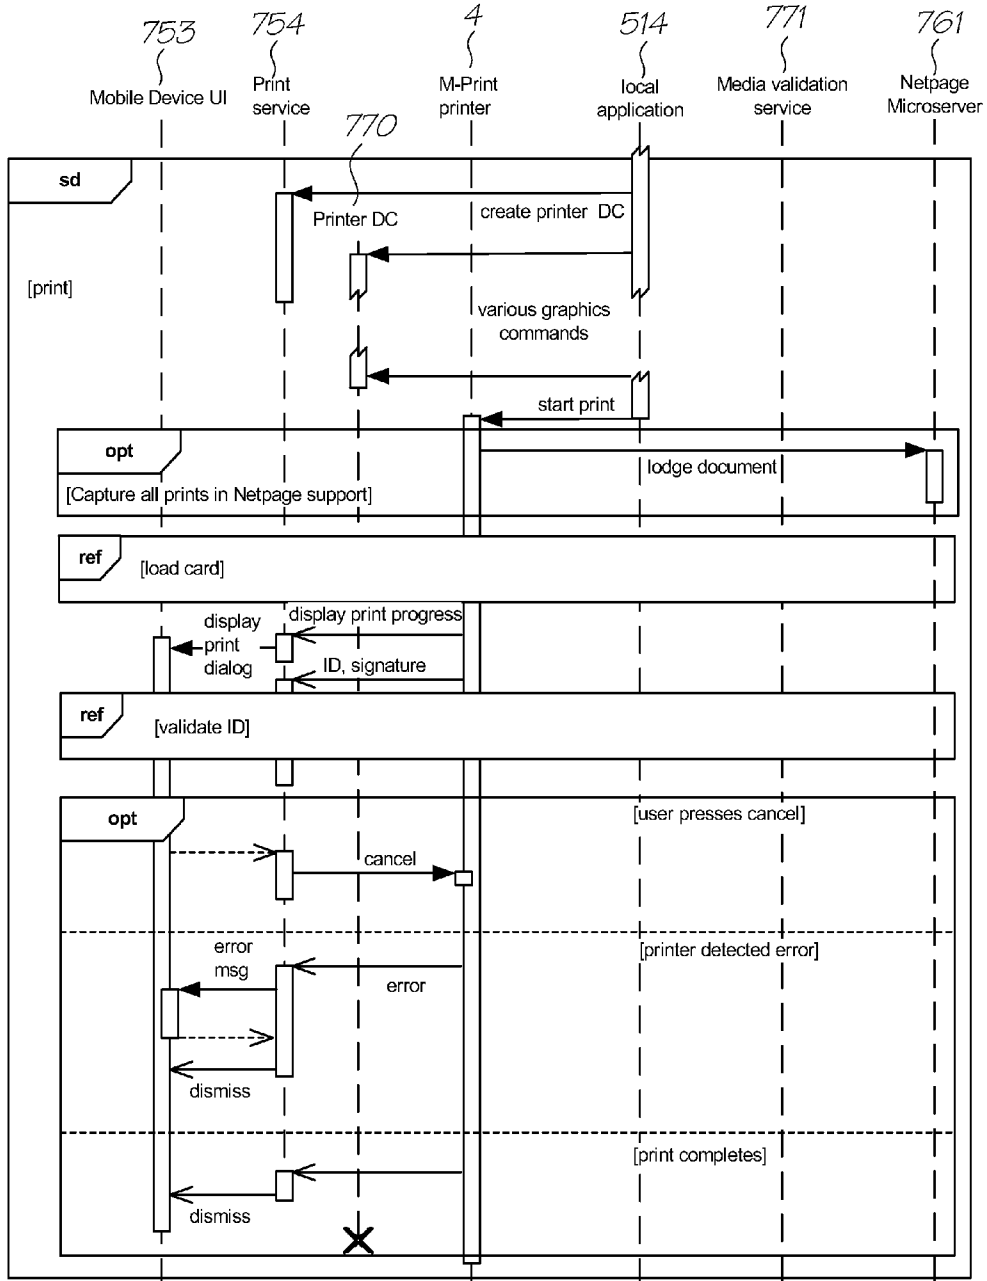 753
754
4
514
771
761
Mobile Device UI
Print
service
M-Print
printer
local
application
Media validation
service
Netpage
Microserver
770
sd
create printer DC
Printer DC
[print]
various graphics
commands
start print
opt
lodge document
[Capture all prints in Netpage support]
ref
[load card]
display print progress
display
print
dialog
ID, signature
ref
[validate ID]
opt
[user presses cancel]
cancel
[printer detected error]
error
msg
error
dismiss
[print completes]
dismiss